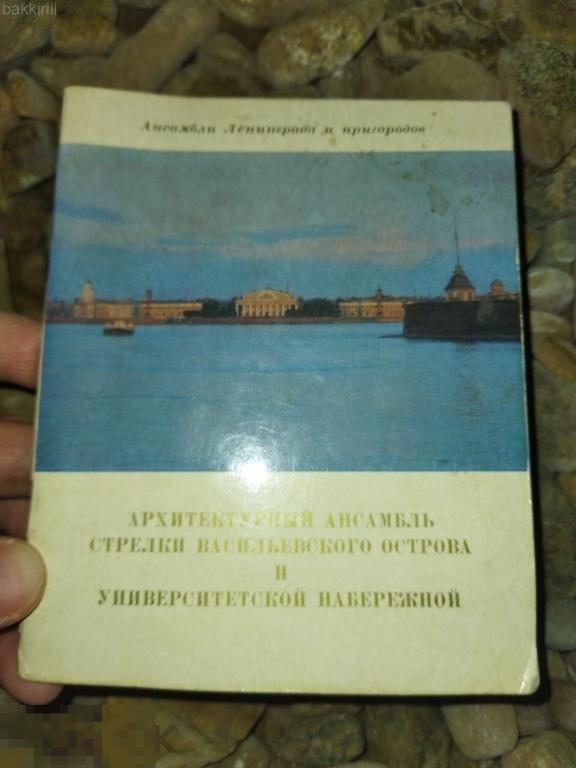 bakkirill
Ансамбли Ленинграда и пригородов
АРХИТЕКТУРНЫЙ АНСАМБЛЬ
СТРЕЛКИ ВАСИЛЬЕВСКОГО ОСТРОВА
И
УНИВЕРСИТЕТСКОЙ НАБЕРЕЖНОЙ